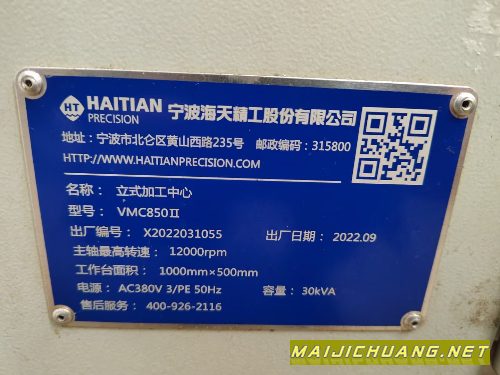 HT HAITIAN PRECISION 宁波海天精工股份有限公司
地址：宁波市北仑区黄山西路235号 邮政编码：315800
HTTP://WWW.HAITIANPRECISION.COM
名称：立式加工中心
型号：VMC850Ⅱ
出厂编号：X2022031055 出厂日期：2022.09
主轴最高转速：12000rpm
工作台面积：1000mm×500mm
电源：AC380V 3/PE 50Hz 容量：30kVA
售后服务：400-926-2116
MAIJICHUANG.NET